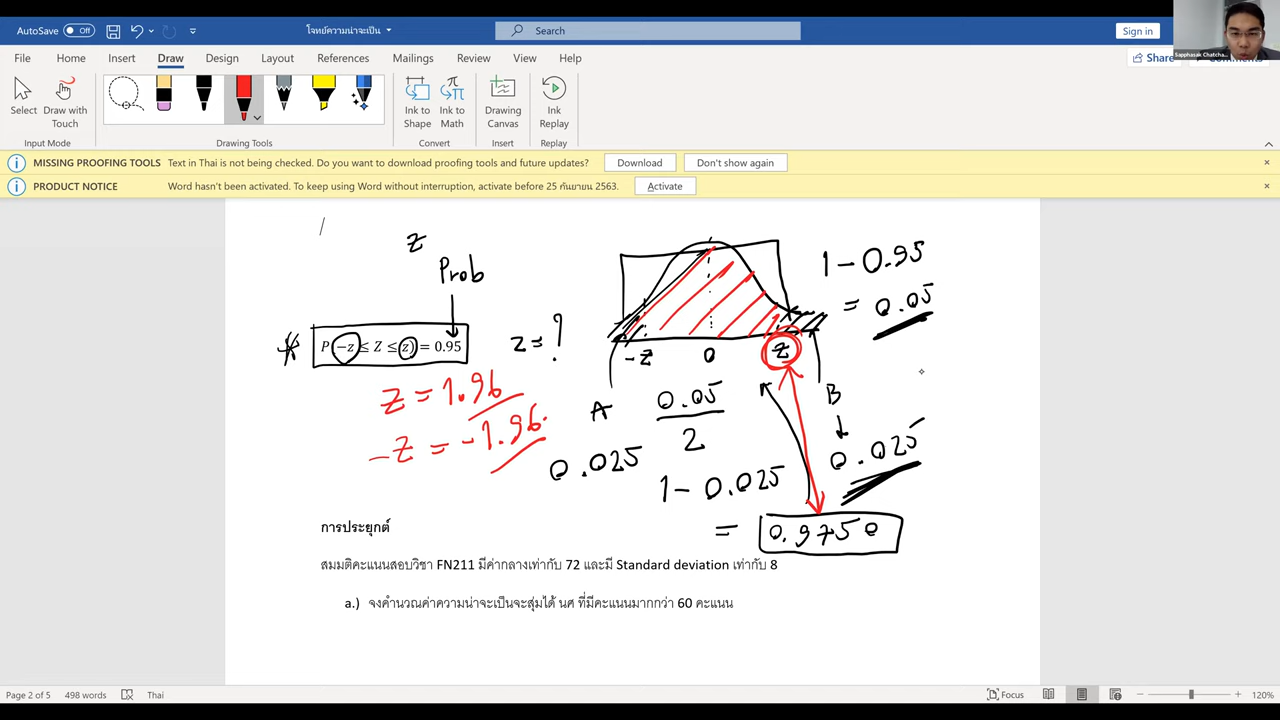 AutoSave Off โจทย์ความน่าจะเป็น Search Sign in
Sapphasak Chatcha...
File Home Insert Draw Design Layout References Mailings Review View Help Share Comments
Select Draw with Touch Ink to Shape Ink to Math Drawing Canvas Ink Replay
Input Mode Drawing Tools Convert Insert Replay
MISSING PROOFING TOOLS Text in Thai is not being checked. Do you want to download proofing tools and future updates? Download Don't show again
PRODUCT NOTICE Word hasn't been activated. To keep using Word without interruption, activate before 25 กันยายน 2563. Activate
z
Prob
1 - 0.95
= 0.05
P(-z ≤ Z ≤ z) = 0.95
z = ?
-z 0 z
z = 1.96
-z = -1.96
A 0.05 B
2
0.025 0.025
1 - 0.025
= 0.9750
การประยุกต์
สมมติคะแนนสอบวิชา FN211 มีค่ากลางเท่ากับ 72 และมี Standard deviation เท่ากับ 8
a.) จงคำนวณค่าความน่าจะเป็นจะสุ่มได้ นศ ที่มีคะแนนมากกว่า 60 คะแนน
Page 2 of 5 498 words Thai Focus 120%